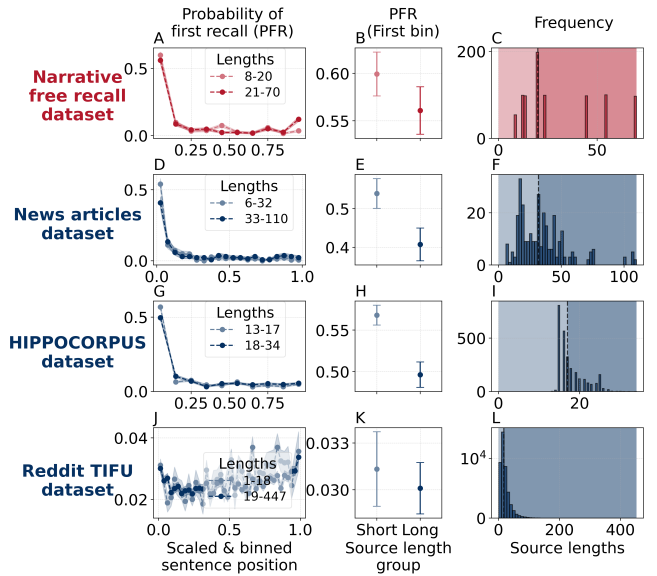 Probability of
first recall (PFR)
PFR
(First bin)
Frequency
A
B
C
Narrative
free recall
dataset
Lengths
8-20
21-70
0.5
0.0
0.25 0.50 0.75
0.60
0.55
200
0
0 50
D
E
F
News articles
dataset
Lengths
6-32
33-110
0.5
0.0
0.0 0.5 1.0
0.5
0.4
20
0
0 50 100
G
H
I
HIPPOCORPUS
dataset
Lengths
13-17
18-34
0.5
0.0
0.25 0.50 0.75
0.55
0.50
500
0
0 20
J
K
L
Reddit TIFU
dataset
Lengths
1-18
19-447
0.04
0.02
0.0 0.5 1.0
0.033
0.030
10⁴
0
0 200 400
Scaled & binned
sentence position
Short Long
Source length
group
Source lengths